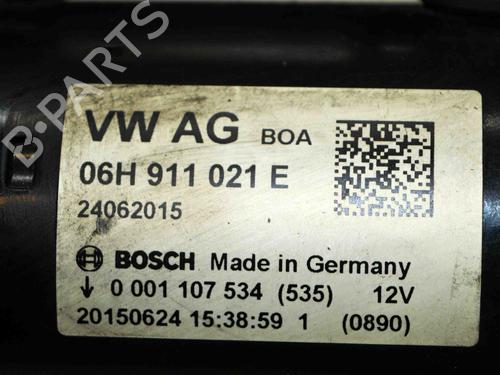 B-PARTS
VW AG BOA
06H 911 021 E
24062015
BOSCH Made in Germany
↓ 0 001 107 534 (535) 12V
20150624 15:38:59 1 (0890)